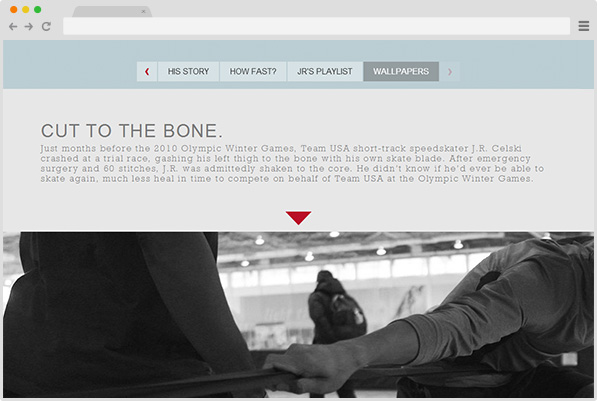 HIS STORY HOW FAST? JR'S PLAYLIST WALLPAPERS
CUT TO THE BONE.
Just months before the 2010 Olympic Winter Games, Team USA short-track speedskater J.R. Celski
crashed at a trial race, gashing his left thigh to the bone with his own skate blade. After emergency
surgery and 60 stitches, J.R. was admittedly shaken to the core. He didn't know if he'd ever be able to
skate again, much less heal in time to compete on behalf of Team USA at the Olympic Winter Games.